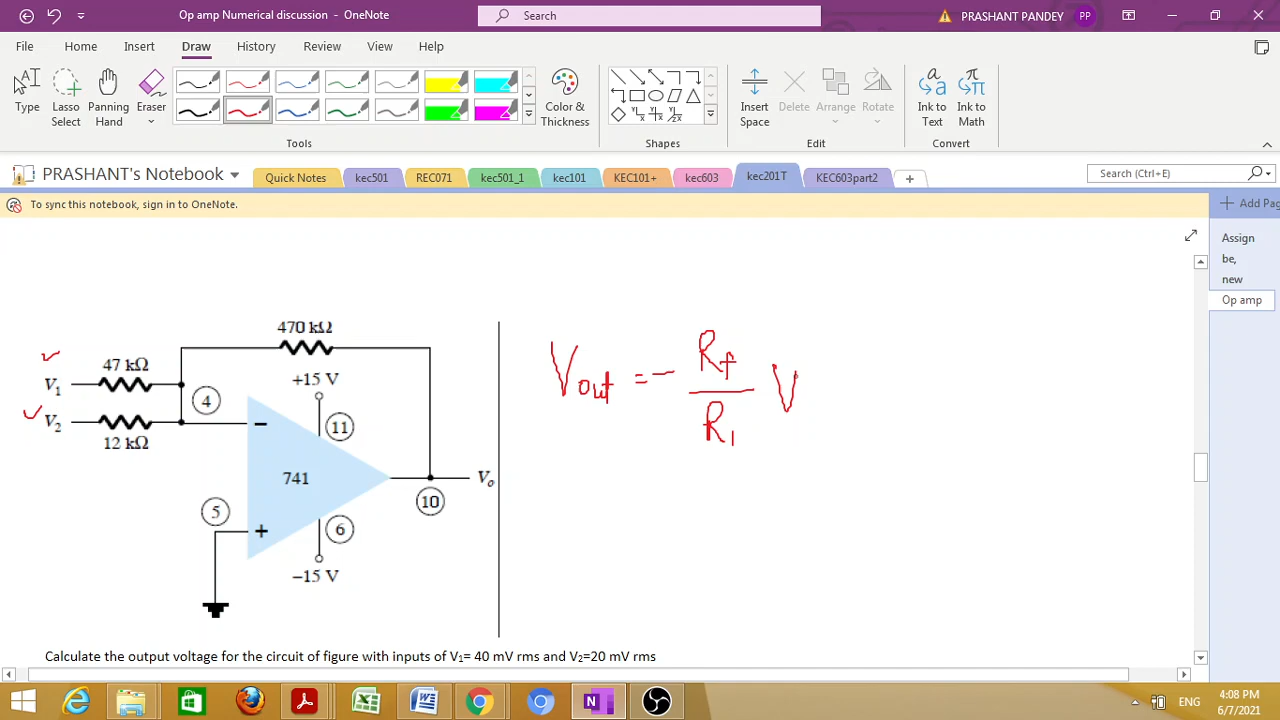 Op amp Numerical discussion - OneNote
Search
PRASHANT PANDEY
PP
File Home Insert Draw History Review View Help
Type
Lasso Select
Panning Hand
Eraser
Color & Thickness
Insert Space
Delete
Arrange
Rotate
Ink to Text
Ink to Math
Tools
Shapes
Edit
Convert
PRASHANT's Notebook
Quick Notes kec501 REC071 kec501_1 kec101 KEC101+ kec603 kec201T KEC603part2
Search (Ctrl+E)
To sync this notebook, sign in to OneNote.
Add Pag
Assign
be,
new
Op amp
470 kΩ
47 kΩ
+15 V
V1
4
V2
12 kΩ
11
741
Vo
10
5
6
−15 V
Vout = − Rf / R1 V
Calculate the output voltage for the circuit of figure with inputs of V1= 40 mV rms and V2=20 mV rms
ENG
4:08 PM
6/7/2021